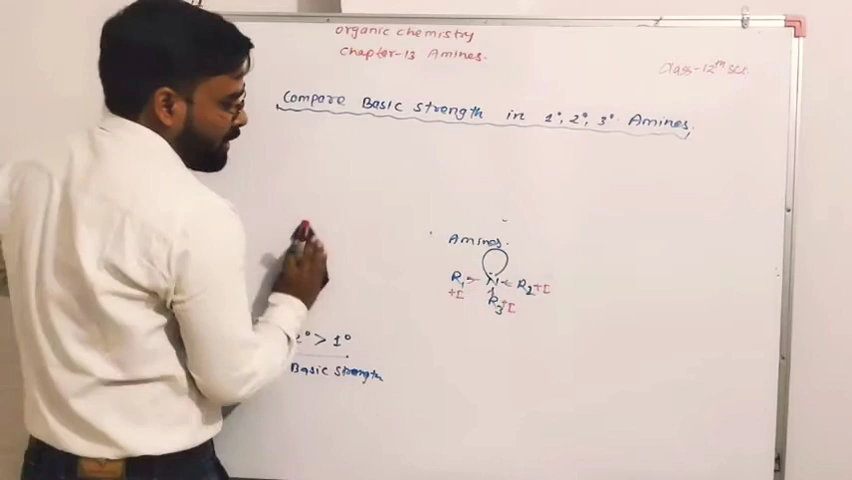 organic chemistry
Chapter-13 Amines.
Class-12th sci.
Compare Basic strength in 1°, 2°, 3° Amines.
Amines.
R1 N R2 +I
+I R3 +I
2° > 1°
Basic strength